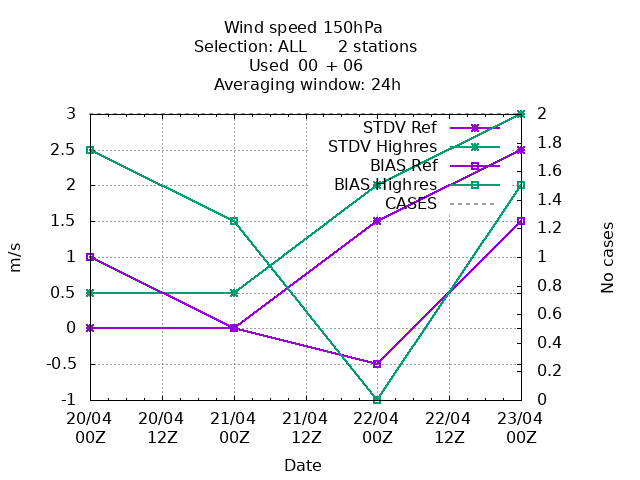 Wind speed 150hPa
Selection: ALL      2 stations
Used  00 + 06
Averaging window: 24h
3
2.5
2
1.5
1
0.5
0
-0.5
-1
m/s
STDV Ref
STDV Highres
BIAS Ref
BIAS Highres
CASES
2
1.8
1.6
1.4
1.2
1
0.8
0.6
0.4
0.2
0
No cases
20/04 20/04 21/04 21/04 22/04 22/04 23/04
00Z 12Z 00Z 12Z 00Z 12Z 00Z
Date